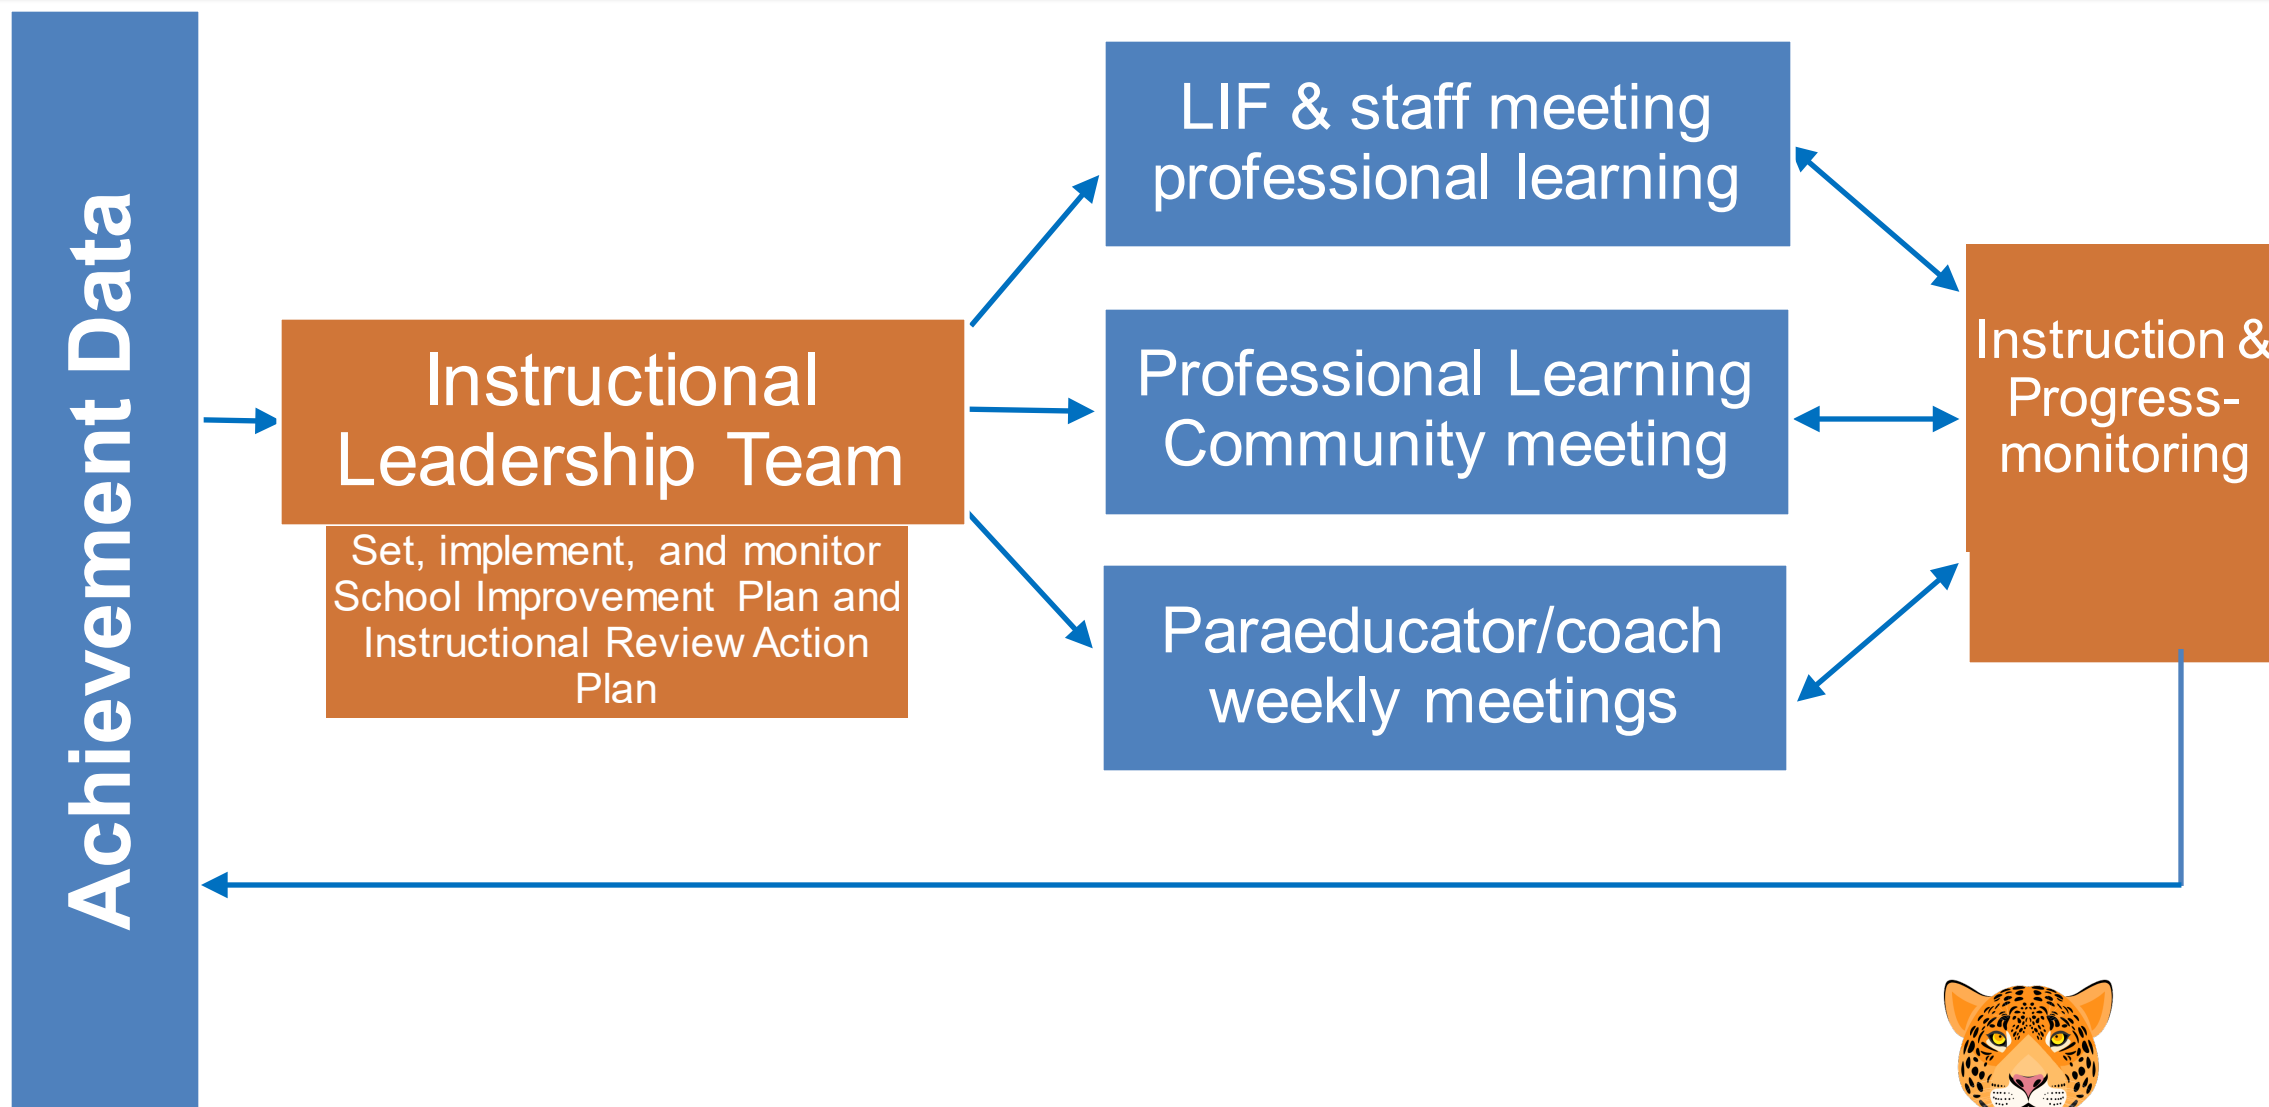 Achievement Data
Instructional
Leadership Team
Set, implement, and monitor
School Improvement Plan and
Instructional Review Action
Plan
LIF & staff meeting
professional learning
Professional Learning
Community meeting
Paraeducator/coach
weekly meetings
Instruction &
Progress-
monitoring